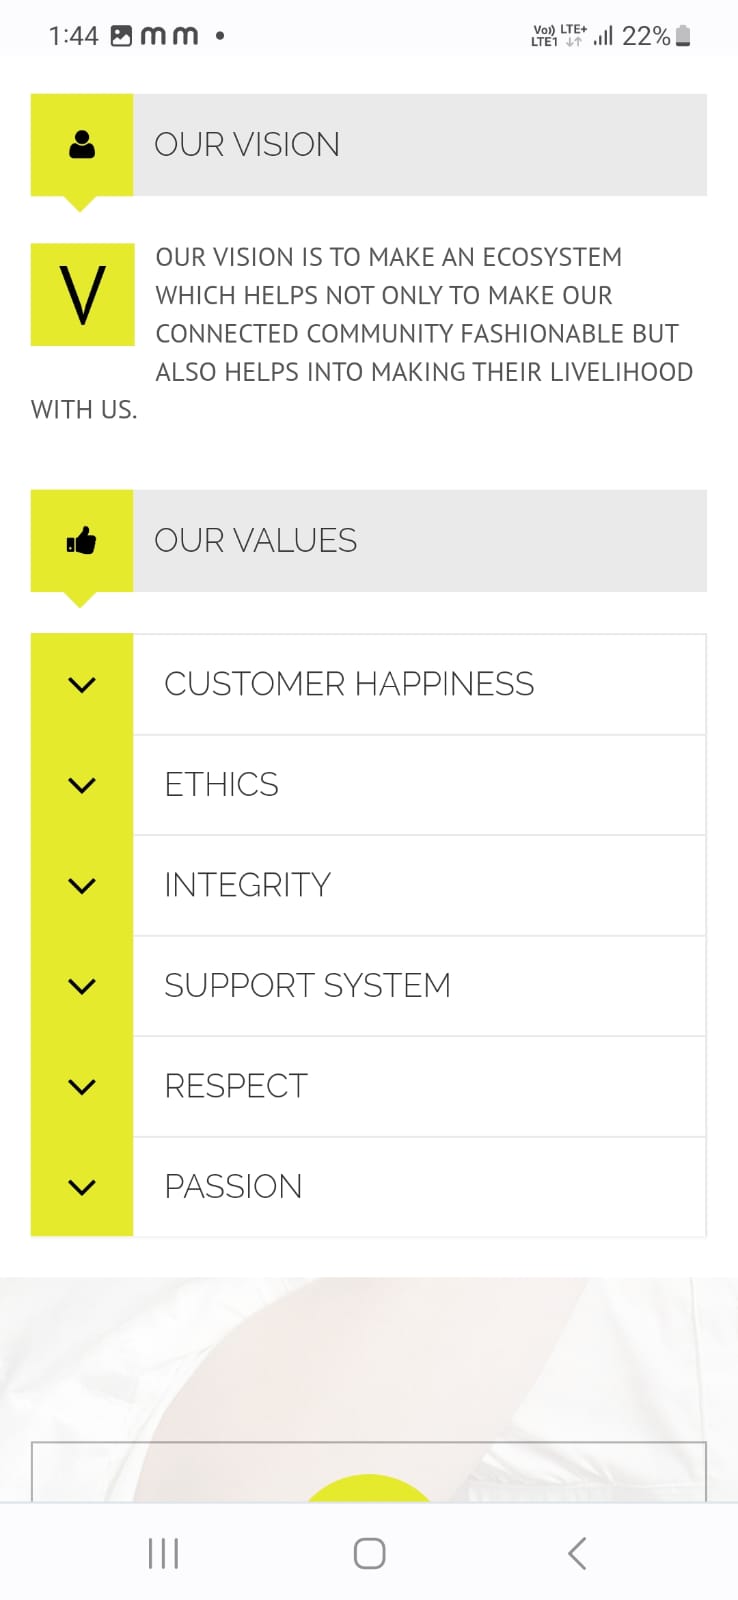 1:44
Vo)) LTE+
LTE1
22%
OUR VISION
V
OUR VISION IS TO MAKE AN ECOSYSTEM
WHICH HELPS NOT ONLY TO MAKE OUR
CONNECTED COMMUNITY FASHIONABLE BUT
ALSO HELPS INTO MAKING THEIR LIVELIHOOD
WITH US.
OUR VALUES
CUSTOMER HAPPINESS
ETHICS
INTEGRITY
SUPPORT SYSTEM
RESPECT
PASSION